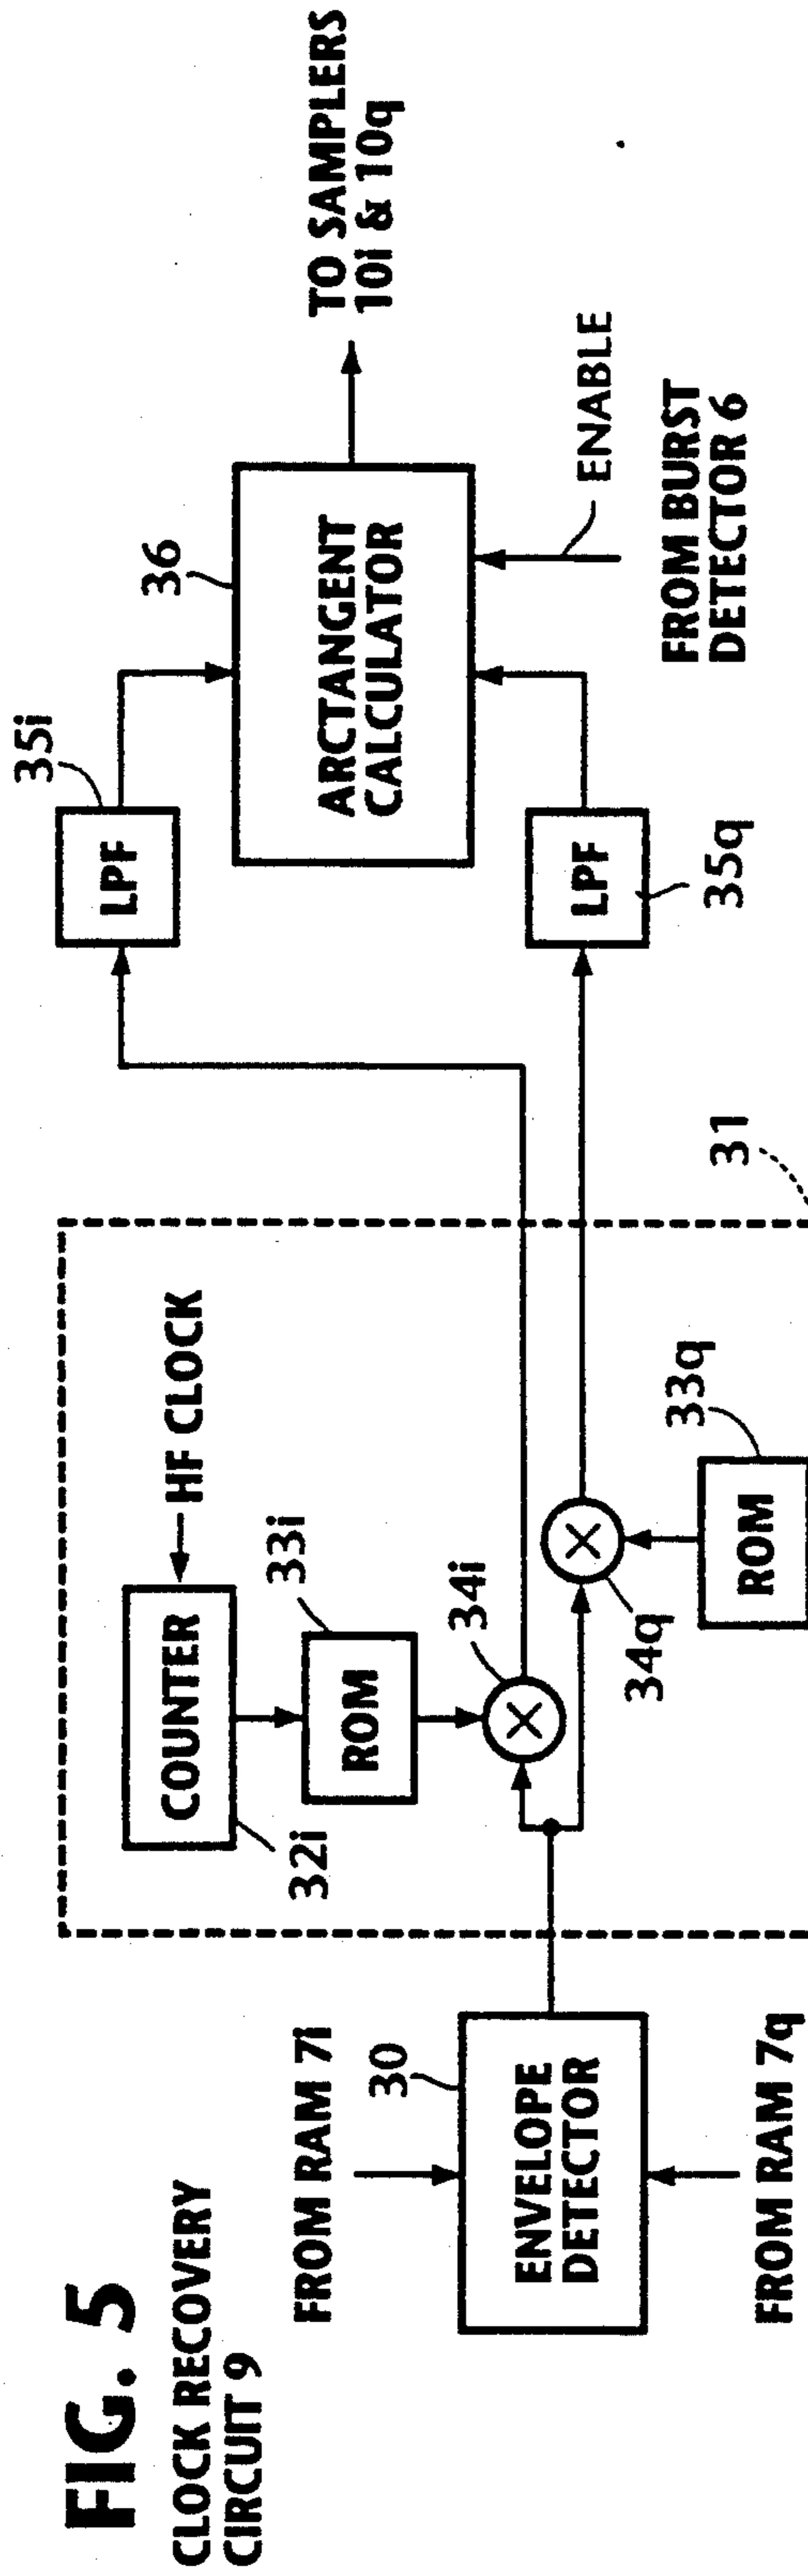 FIG. 5
CLOCK RECOVERY
CIRCUIT 9
FROM RAM 7i
30
ENVELOPE
DETECTOR
FROM RAM 7q
COUNTER
HF CLOCK
32i
ROM
33i
34i
34q
ROM
33q
31
LPF
35i
LPF
35q
36
ARCTANGENT
CALCULATOR
ENABLE
FROM BURST
DETECTOR 6
TO SAMPLERS
10i & 10q